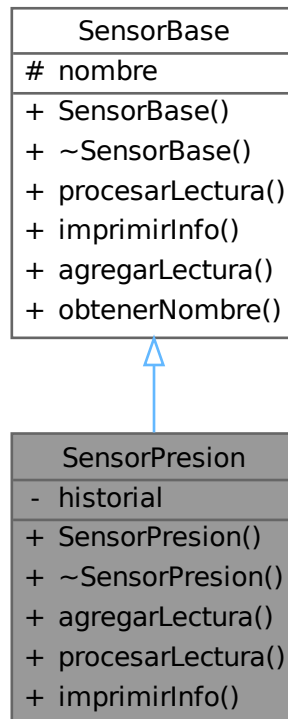 SensorBase
# nombre
+ SensorBase()
+ ~SensorBase()
+ procesarLectura()
+ imprimirInfo()
+ agregarLectura()
+ obtenerNombre()
SensorPresion
- historial
+ SensorPresion()
+ ~SensorPresion()
+ agregarLectura()
+ procesarLectura()
+ imprimirInfo()